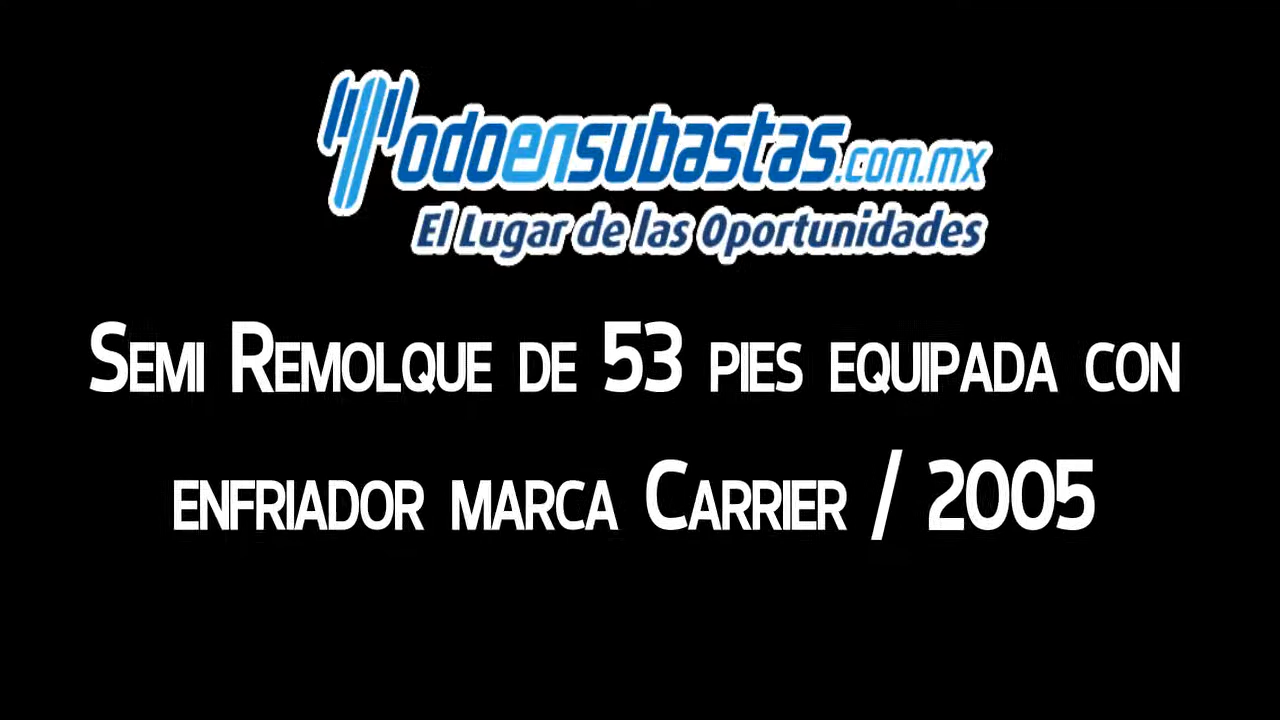 Todoensubastas.com.mx
El Lugar de las Oportunidades
Semi Remolque de 53 pies equipada con
enfriador marca Carrier / 2005